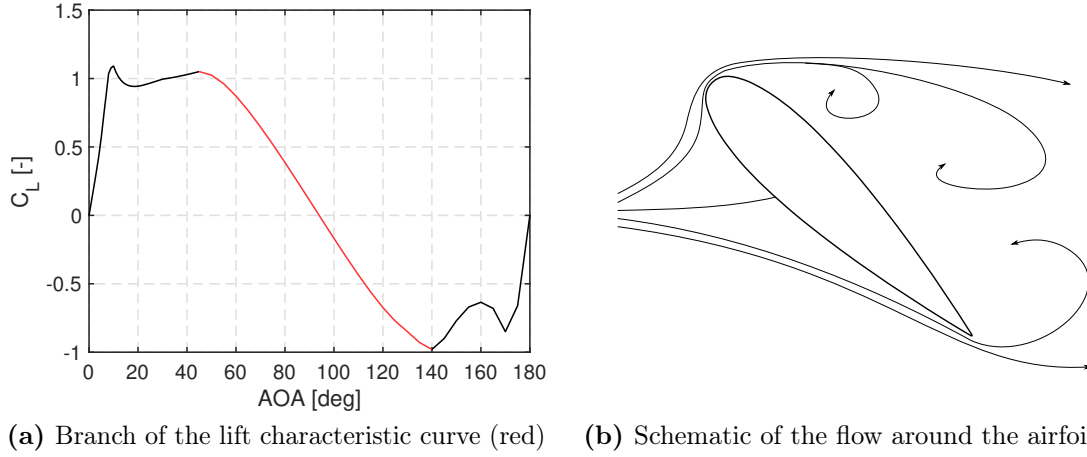 1.5
1
0.5
0
-0.5
-1
C_L [-]
0 20 40 60 80 100 120 140 160 180
AOA [deg]
(a) Branch of the lift characteristic curve (red)
(b) Schematic of the flow around the airfoi